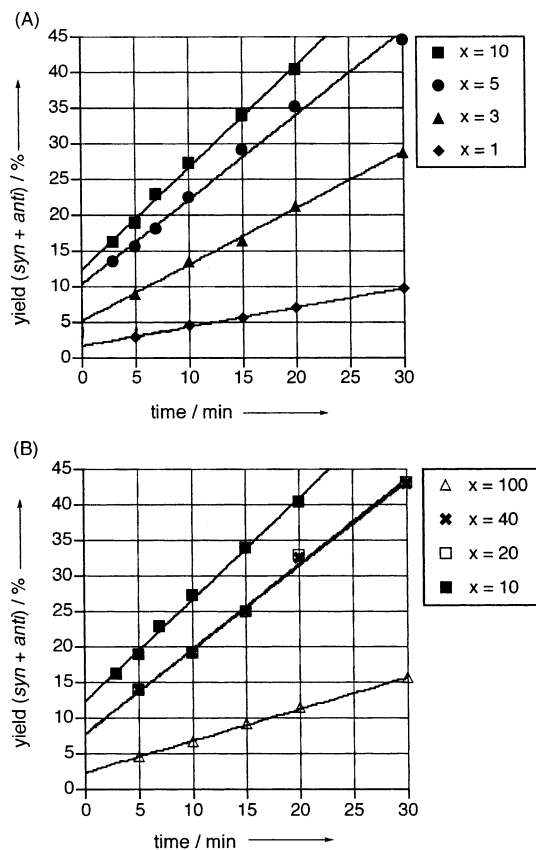 (A)
45
40
35
30
25
20
15
10
5
0
yield (syn + anti) / %
0 5 10 15 20 25 30
time / min
x = 10
x = 5
x = 3
x = 1
(B)
45
40
35
30
25
20
15
10
5
0
yield (syn + anti) / %
0 5 10 15 20 25 30
time / min
x = 100
x = 40
x = 20
x = 10